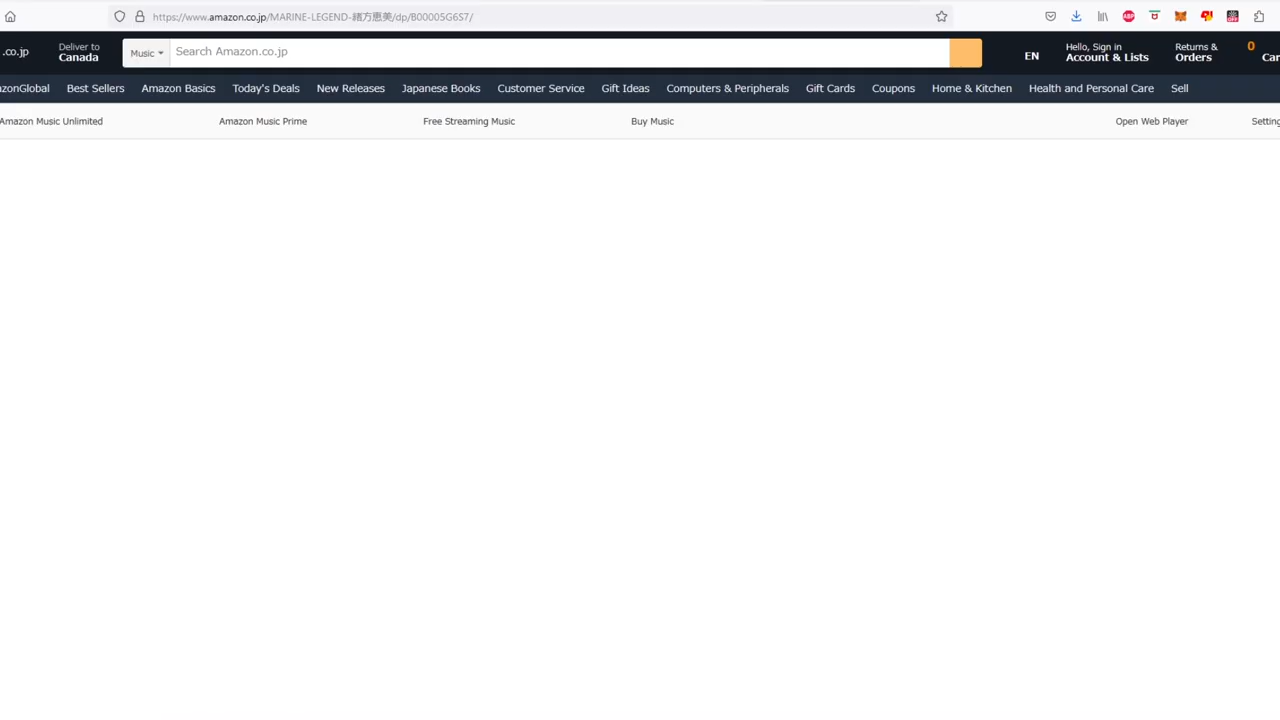 https://www.amazon.co.jp/MARINE-LEGEND-緒方恵美/dp/B00005G6S7/
.co.jp
Deliver to
Canada
Music
Search Amazon.co.jp
EN
Hello, Sign in
Account & Lists
Returns &
Orders
0
Car
azonGlobal Best Sellers Amazon Basics Today's Deals New Releases Japanese Books Customer Service Gift Ideas Computers & Peripherals Gift Cards Coupons Home & Kitchen Health and Personal Care Sell
Amazon Music Unlimited Amazon Music Prime Free Streaming Music Buy Music Open Web Player Setting